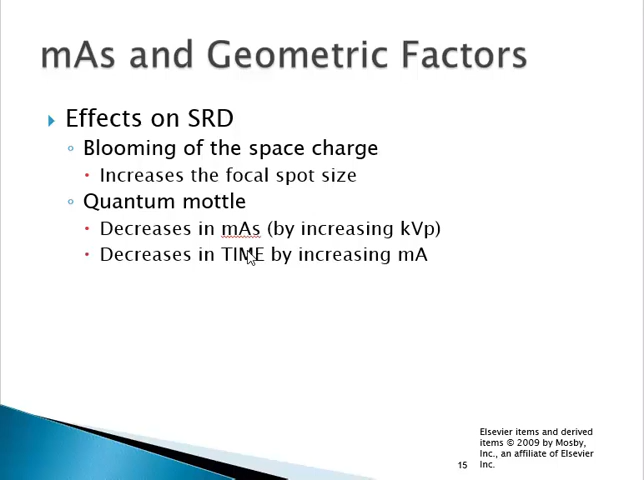 mAs and Geometric Factors
Effects on SRD
Blooming of the space charge
Increases the focal spot size
Quantum mottle
Decreases in mAs (by increasing kVp)
Decreases in TIME by increasing mA
Elsevier items and derived
items © 2009 by Mosby,
Inc., an affiliate of Elsevier
15 Inc.